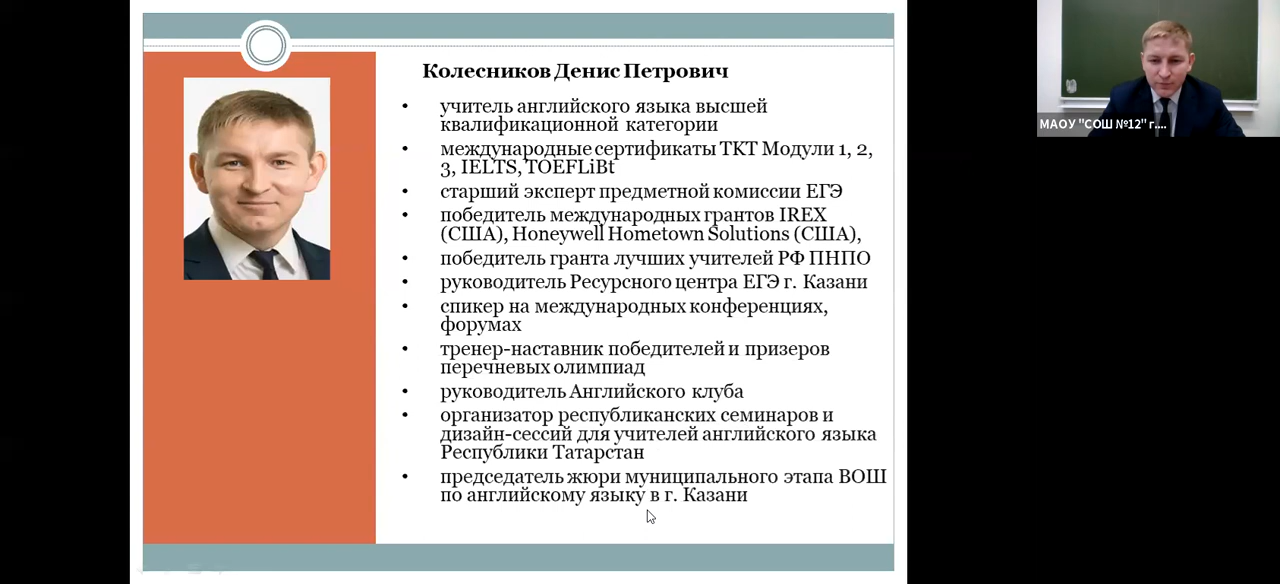 Колесников Денис Петрович
• учитель английского языка высшей
квалификационной категории
• международные сертификаты TKT Модули 1, 2,
3, IELTS, TOEFLiBt
• старший эксперт предметной комиссии ЕГЭ
• победитель международных грантов IREX
(США), Honeywell Hometown Solutions (США),
• победитель гранта лучших учителей РФ ПНПО
• руководитель Ресурсного центра ЕГЭ г. Казани
• спикер на международных конференциях,
форумах
• тренер-наставник победителей и призеров
перечневых олимпиад
• руководитель Английского клуба
• организатор республиканских семинаров и
дизайн-сессий для учителей английского языка
Республики Татарстан
• председатель жюри муниципального этапа ВОШ
по английскому языку в г. Казани
МАОУ "СОШ №12" г....